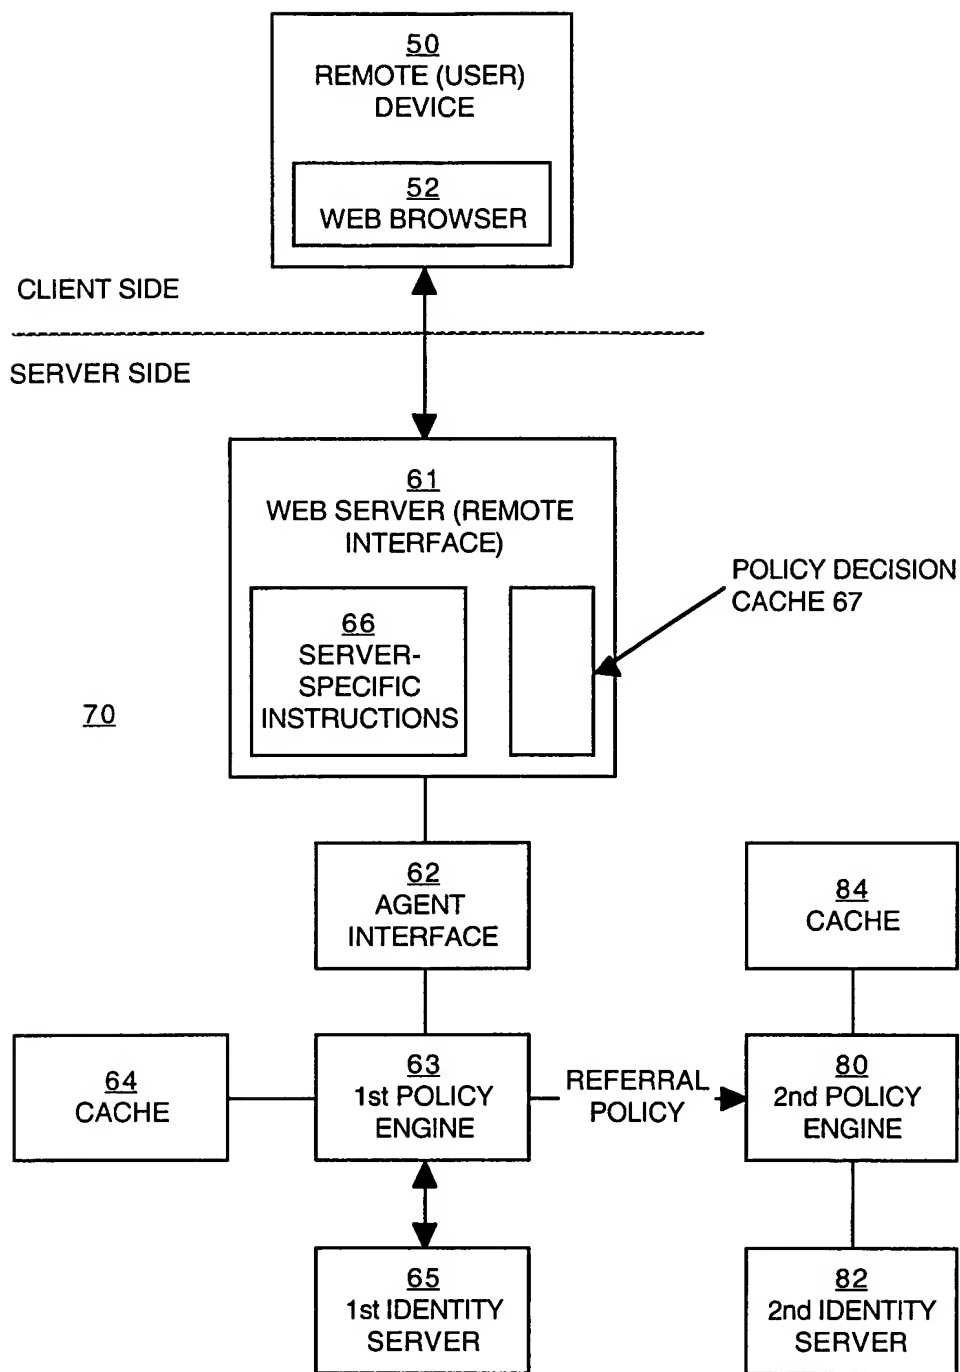 50
REMOTE (USER)
DEVICE
52
WEB BROWSER
CLIENT SIDE
SERVER SIDE
61
WEB SERVER (REMOTE
INTERFACE)
POLICY DECISION
CACHE 67
66
SERVER-
SPECIFIC
INSTRUCTIONS
70
62
AGENT
INTERFACE
84
CACHE
64
CACHE
63
1st POLICY
ENGINE
REFERRAL
POLICY
80
2nd POLICY
ENGINE
65
1st IDENTITY
SERVER
82
2nd IDENTITY
SERVER